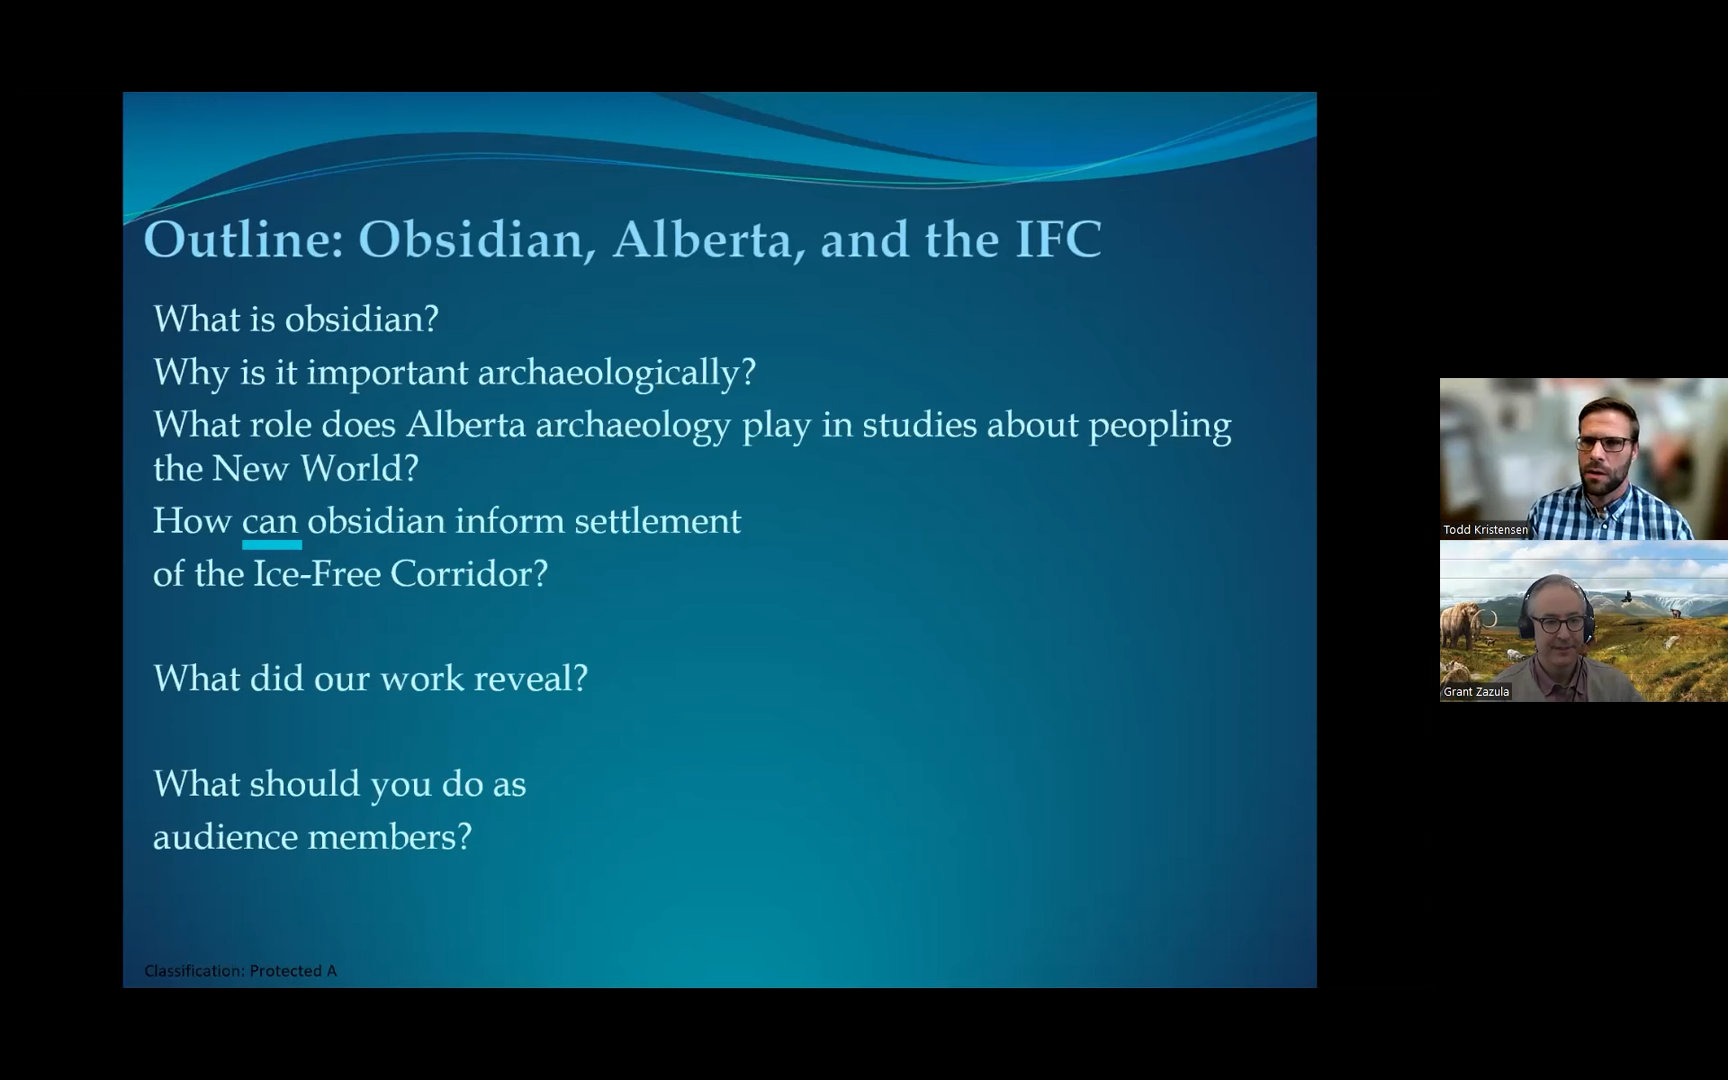 Outline: Obsidian, Alberta, and the IFC
What is obsidian?
Why is it important archaeologically?
What role does Alberta archaeology play in studies about peopling
the New World?
How can obsidian inform settlement
of the Ice-Free Corridor?
What did our work reveal?
What should you do as
audience members?
Classification: Protected A
Todd Kristensen
Grant Zazula